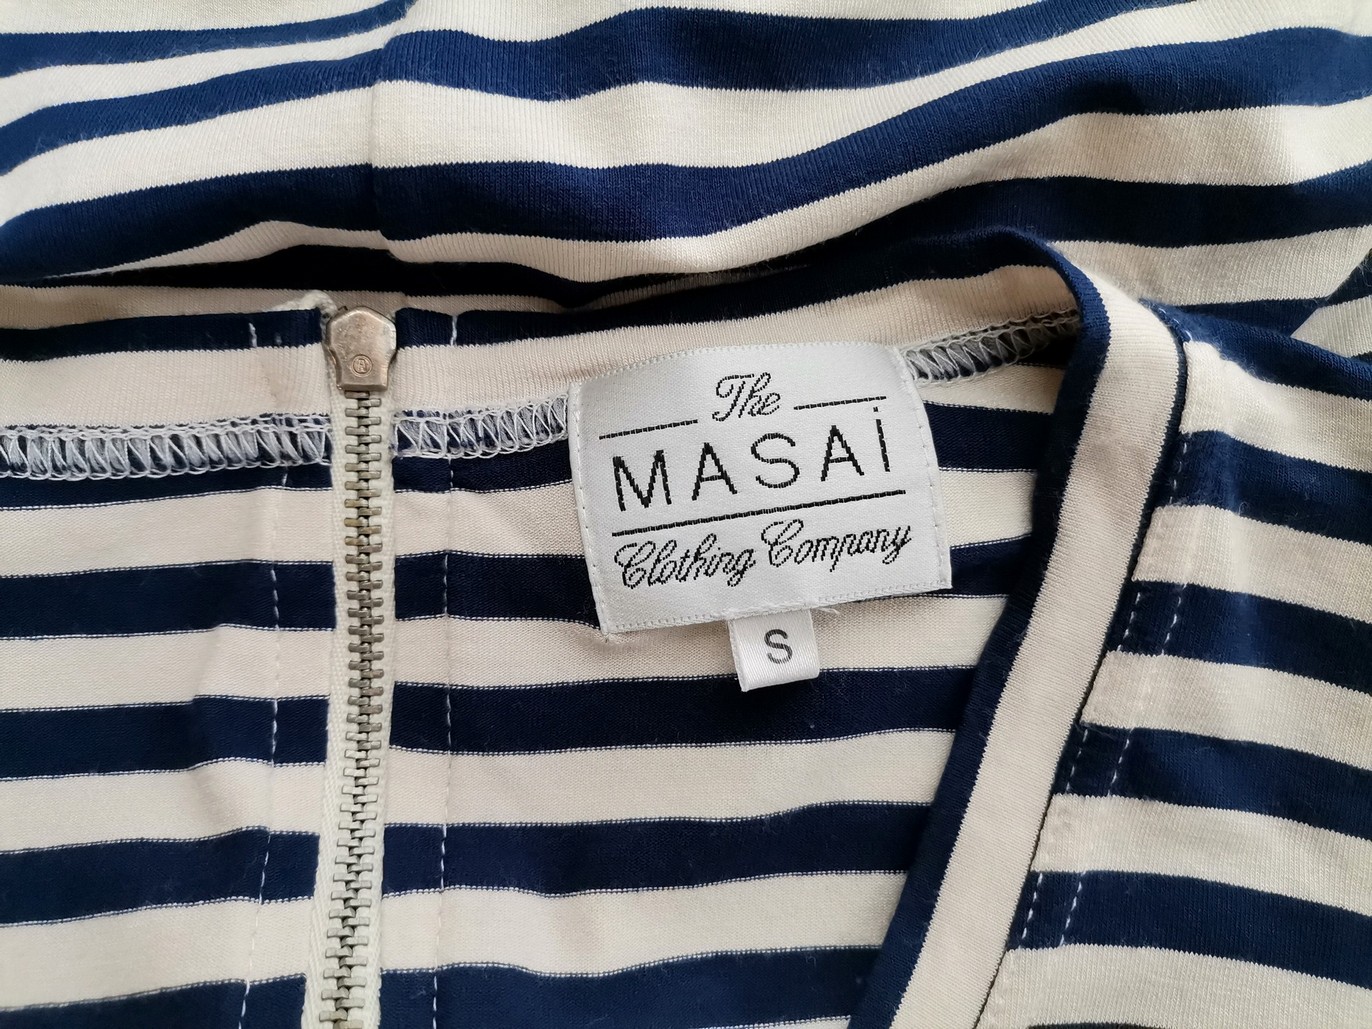 The
MASAI
Clothing Company
S
®